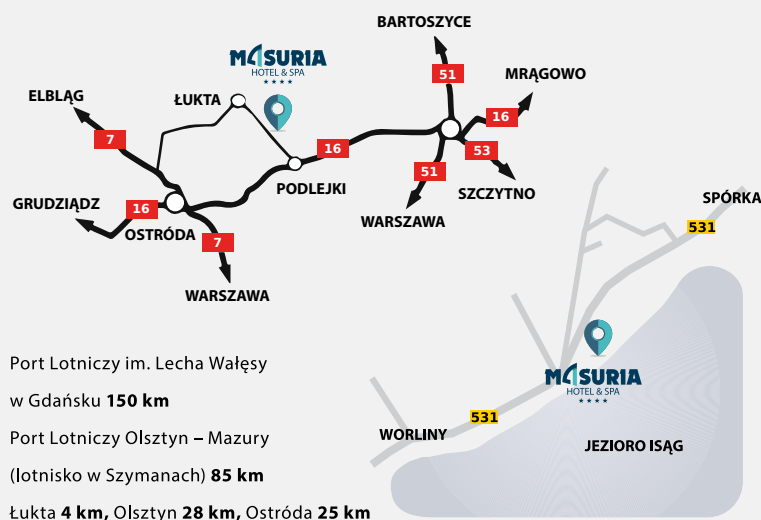 BARTOSZYCE
M4SURIA
HOTEL & SPA
★★★★
51
MRĄGOWO
ELBLĄG
ŁUKTA
7
16
16
53
51
PODLEJKI
SZCZYTNO
GRUDZIĄDZ
16
OSTRÓDA
WARSZAWA
SPÓRKA
531
7
WARSZAWA
Port Lotniczy im. Lecha Wałęsy
w Gdańsku 150 km
Port Lotniczy Olsztyn – Mazury
(lotnisko w Szymanach) 85 km
Łukta 4 km, Olsztyn 28 km, Ostróda 25 km
M4SURIA
HOTEL & SPA
★★★★
531
WORLINY
JEZIORO ISĄG